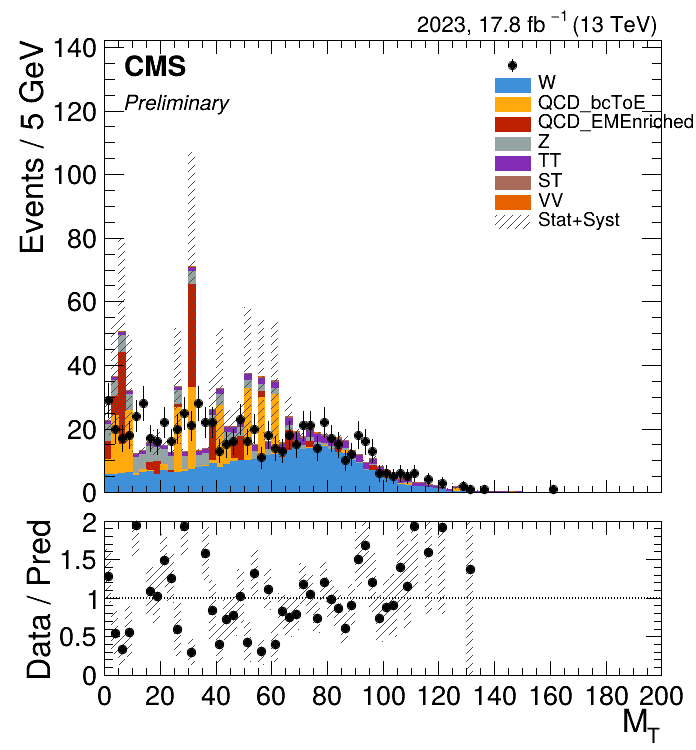 2023, 17.8 fb⁻¹ (13 TeV)
CMS
Preliminary
W
QCD_bcToE
QCD_EMEnriched
Z
TT
ST
VV
Stat+Syst
Events / 5 GeV
140
120
100
80
60
40
20
0
Data / Pred
2
1.5
1
0.5
0
0 20 40 60 80 100 120 140 160 180 200
M_T